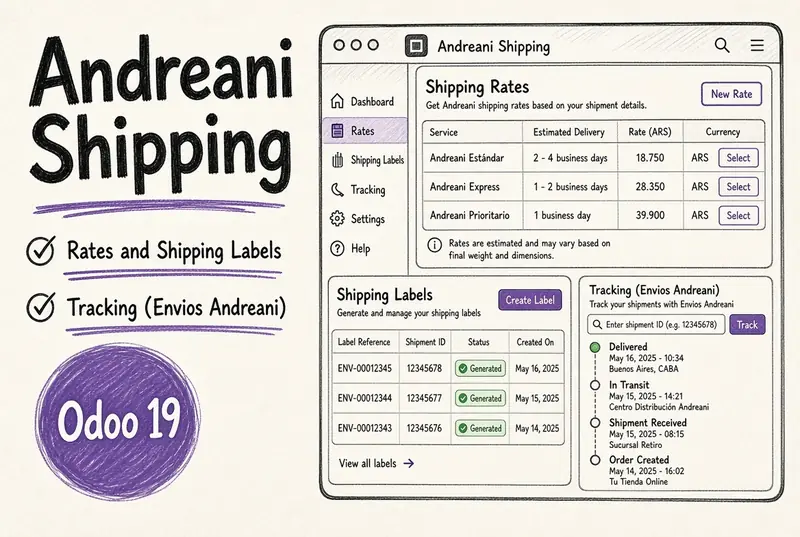 Andreani
Shipping
Rates and Shipping Labels
Tracking (Envios Andreani)
Odoo 19
Andreani Shipping
Dashboard
Rates
Shipping Labels
Tracking
Settings
Help
Shipping Rates
Get Andreani shipping rates based on your shipment details.
New Rate
Service Estimated Delivery Rate (ARS) Currency
Andreani Estándar 2 - 4 business days 18.750 ARS Select
Andreani Express 1 - 2 business days 28.350 ARS Select
Andreani Prioritario 1 business day 39.900 ARS Select
Rates are estimated and may vary based on
final weight and dimensions.
Shipping Labels
Generate and manage your shipping labels
Create Label
Label Reference Shipment ID Status Created On
ENV-00012345 12345678 Generated May 16, 2025
ENV-00012344 12345677 Generated May 15, 2025
ENV-00012343 12345676 Generated May 14, 2025
View all labels
Tracking (Envios Andreani)
Track your shipments with Envios Andreani
Enter shipment ID (e.g. 12345678) Track
Delivered
May 16, 2025 - 10:34
Buenos Aires, CABA
In Transit
May 15, 2025 - 14:21
Centro Distribución Andreani
Shipment Received
May 15, 2025 - 08:15
Sucursal Retiro
Order Created
May 14, 2025 - 16:02
Tu Tienda Online